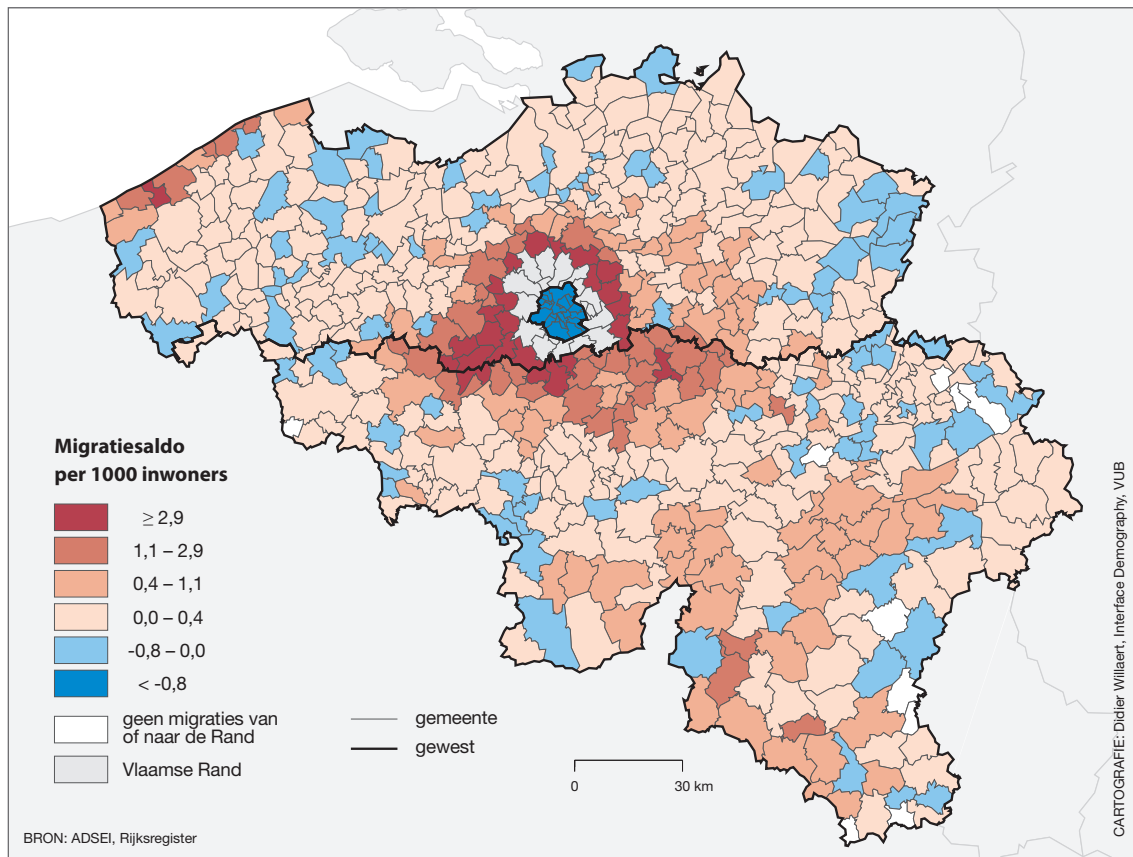 Migratiesaldo
per 1000 inwoners
≥ 2,9
1,1 – 2,9
0,4 – 1,1
0,0 – 0,4
-0,8 – 0,0
< -0,8
geen migraties van
of naar de Rand
Vlaamse Rand
gemeente
gewest
0 30 km
BRON: ADSEI, Rijksregister
CARTOGRAFIE: Didier Willaert, Interface Demography, VUB